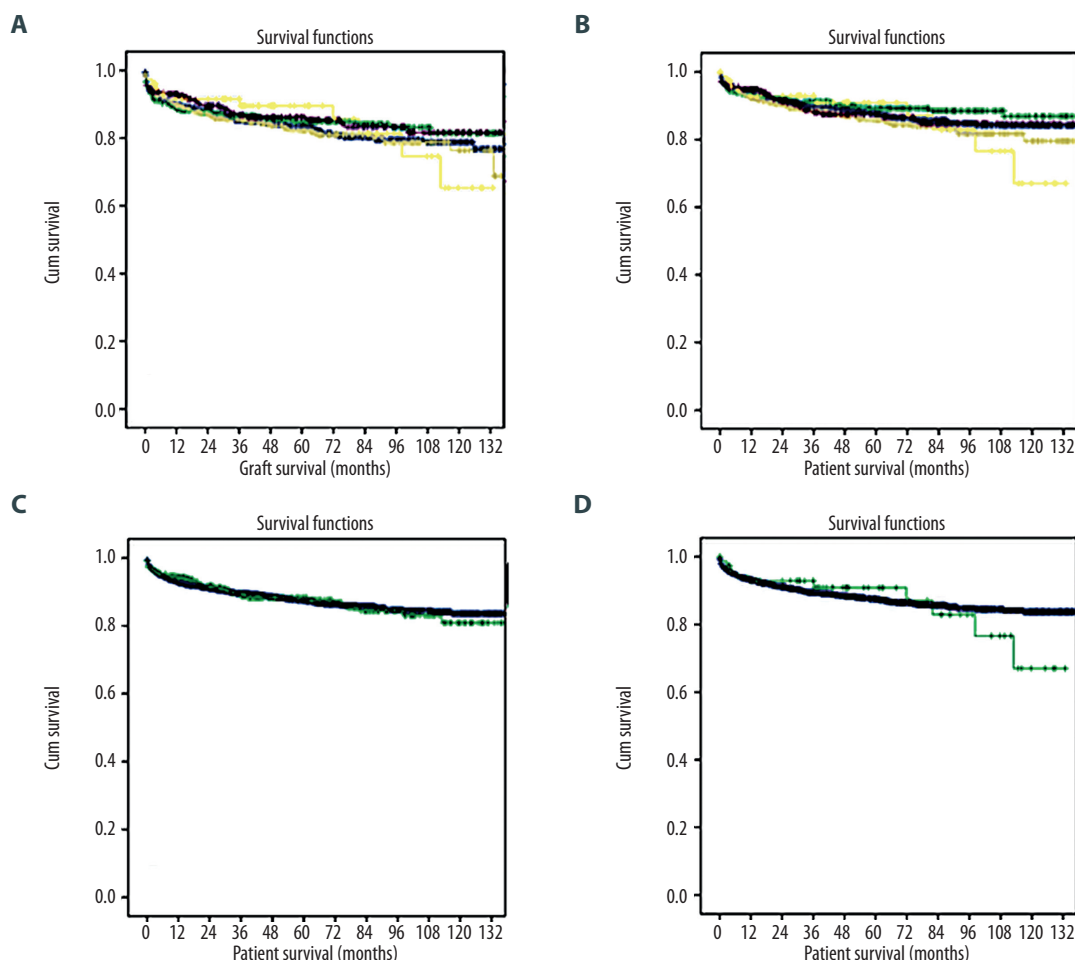 A
Survival functions
1.0
0.8
0.6
0.4
0.2
0.0
Cum survival
0 12 24 36 48 60 72 84 96 108 120 132
Graft survival (months)
B
Survival functions
1.0
0.8
0.6
0.4
0.2
0.0
Cum survival
0 12 24 36 48 60 72 84 96 108 120 132
Patient survival (months)
C
Survival functions
1.0
0.8
0.6
0.4
0.2
0.0
Cum survival
0 12 24 36 48 60 72 84 96 108 120 132
Patient survival (months)
D
Survival functions
1.0
0.8
0.6
0.4
0.2
0.0
Cum survival
0 12 24 36 48 60 72 84 96 108 120 132
Patient survival (months)